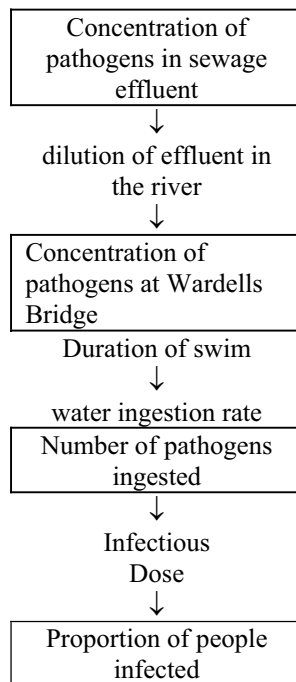 Concentration of
pathogens in sewage
effluent
↓
dilution of effluent in
the river
↓
Concentration of
pathogens at Wardells
Bridge
Duration of swim
↓
water ingestion rate
Number of pathogens
ingested
↓
Infectious
Dose
↓
Proportion of people
infected